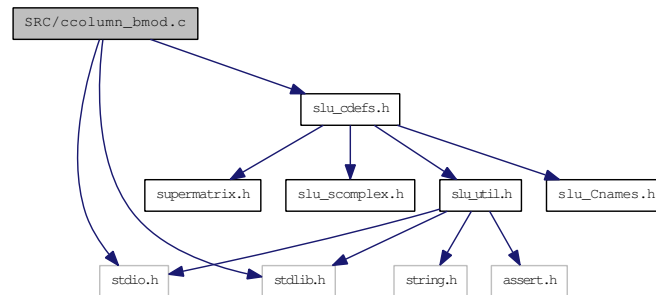 SRC/ccolumn_bmod.c
slu_cdefs.h
supermatrix.h
slu_scomplex.h
slu_util.h
slu_Cnames.h
stdio.h
stdlib.h
string.h
assert.h